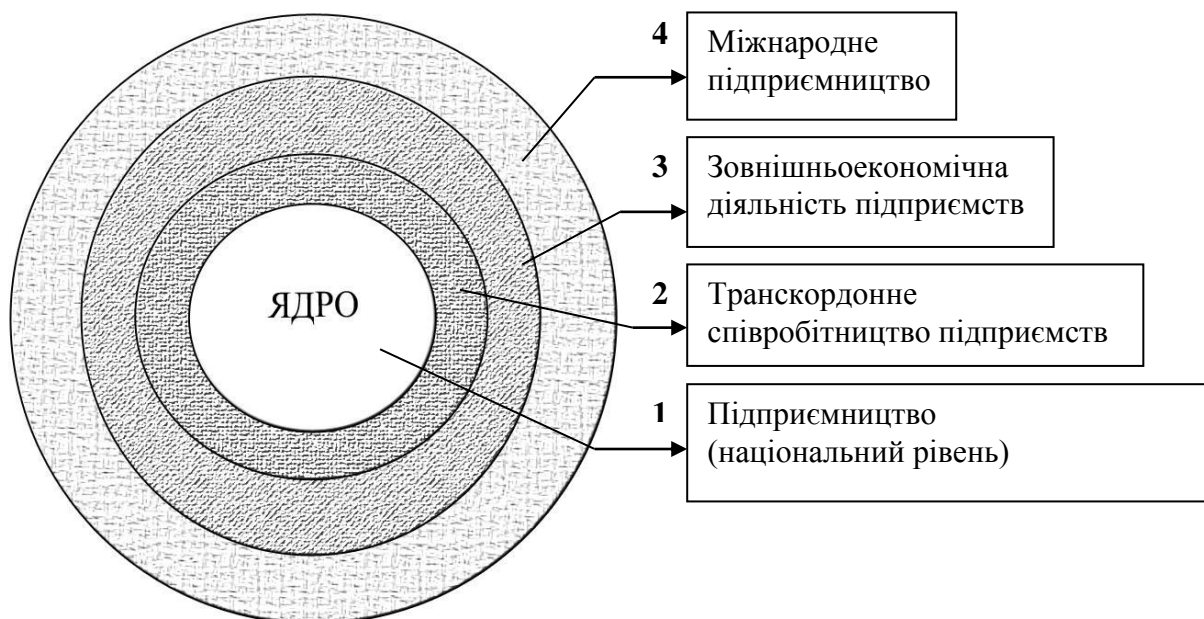 4
Міжнародне
підприємництво
3
Зовнішньоекономічна
діяльність підприємств
ЯДРО
2
Транскордонне
співробітництво підприємств
1
Підприємництво
(національний рівень)